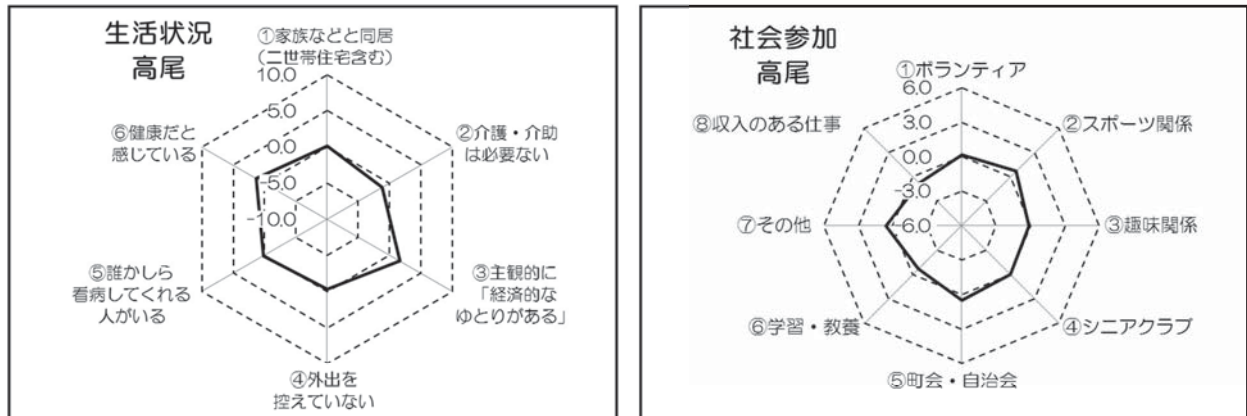 生活状況
高尾
①家族などと同居
（二世帯住宅含む）
10.0
5.0
0.0
-5.0
-10.0
②介護・介助
は必要ない
③主観的に
「経済的な
ゆとりがある」
④外出を
控えていない
⑤誰かしら
看病してくれる
人がいる
⑥健康だと
感じている
社会参加
高尾
①ボランティア
6.0
3.0
0.0
-3.0
-6.0
②スポーツ関係
③趣味関係
④シニアクラブ
⑤町会・自治会
⑥学習・教養
⑦その他
⑧収入のある仕事